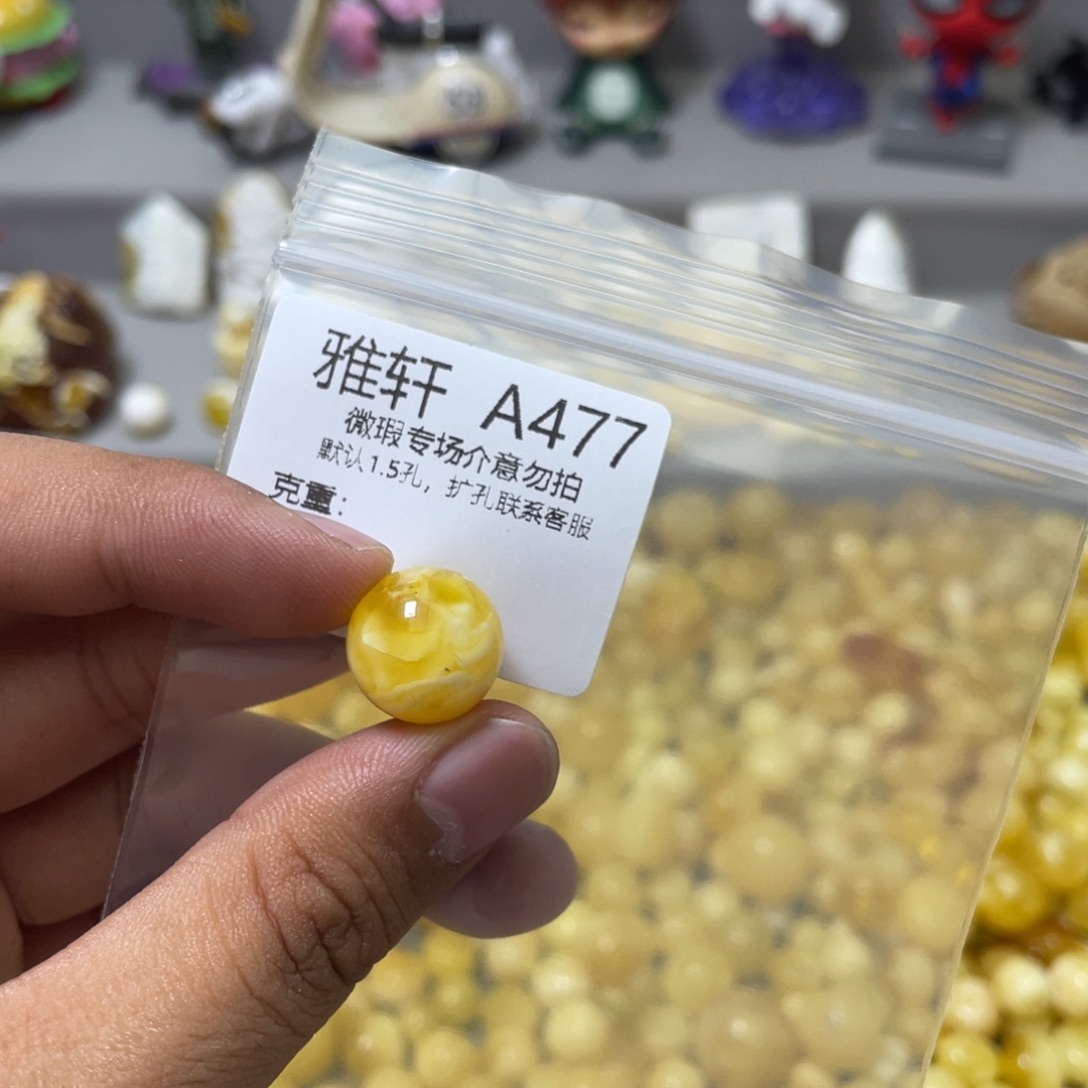 雅轩 A477
微瑕专场介意勿拍
默认1.5孔，扩孔联系客服
克重：